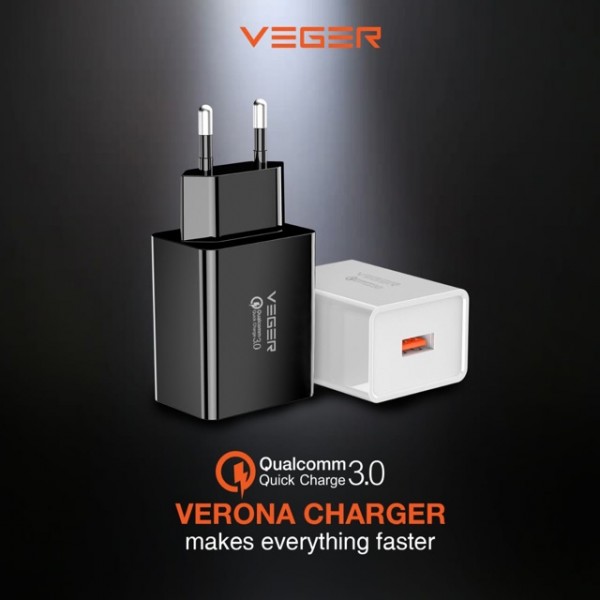 VEGER
VEGER
Qualcomm
Quick Charge 3.0
Qualcomm
Quick Charge 3.0
VERONA CHARGER
makes everything faster